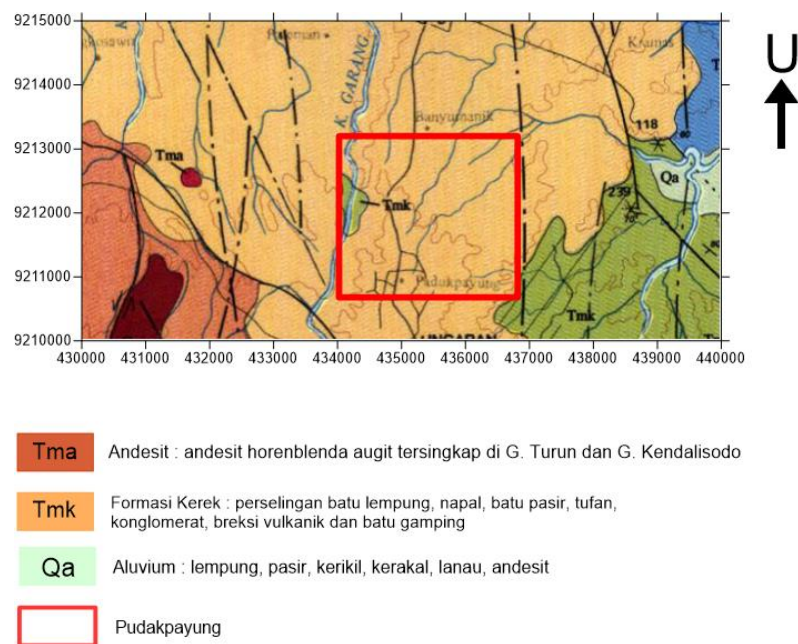 9215000
9214000
9213000
9212000
9211000
9210000
430000 431000 432000 433000 434000 435000 436000 437000 438000 439000 440000
U
K. GARANG
Banyumanik
118
Tma
Qa
Tmk
239
Pudakpayung
Tmk
UNGARAN
Tma Andesit : andesit horenblenda augit tersingkap di G. Turun dan G. Kendalisodo
Tmk Formasi Kerek : perselingan batu lempung, napal, batu pasir, tufan,
konglomerat, breksi vulkanik dan batu gamping
Qa Aluvium : lempung, pasir, kerikil, kerakal, lanau, andesit
Pudakpayung